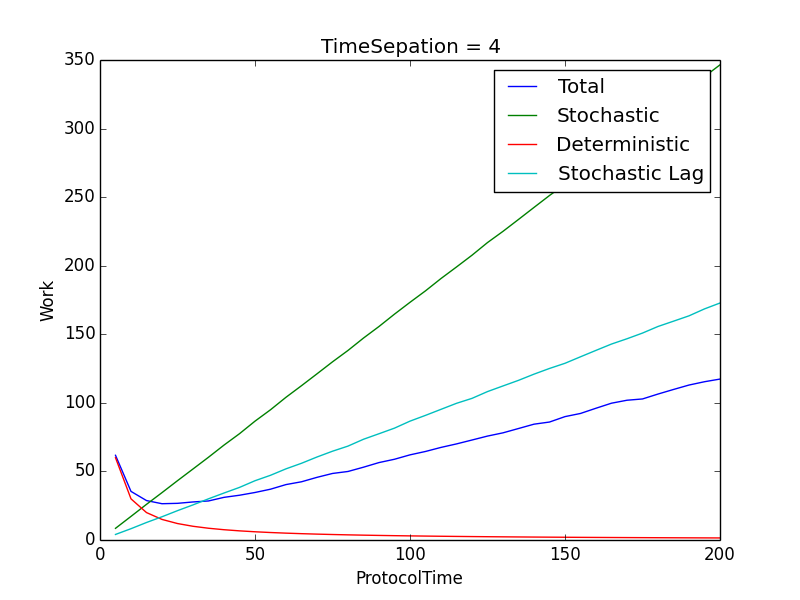 TimeSepation = 4
350
300
250
200
150
100
50
0
Work
Total
Stochastic
Deterministic
Stochastic Lag
0
50
100
150
200
ProtocolTime